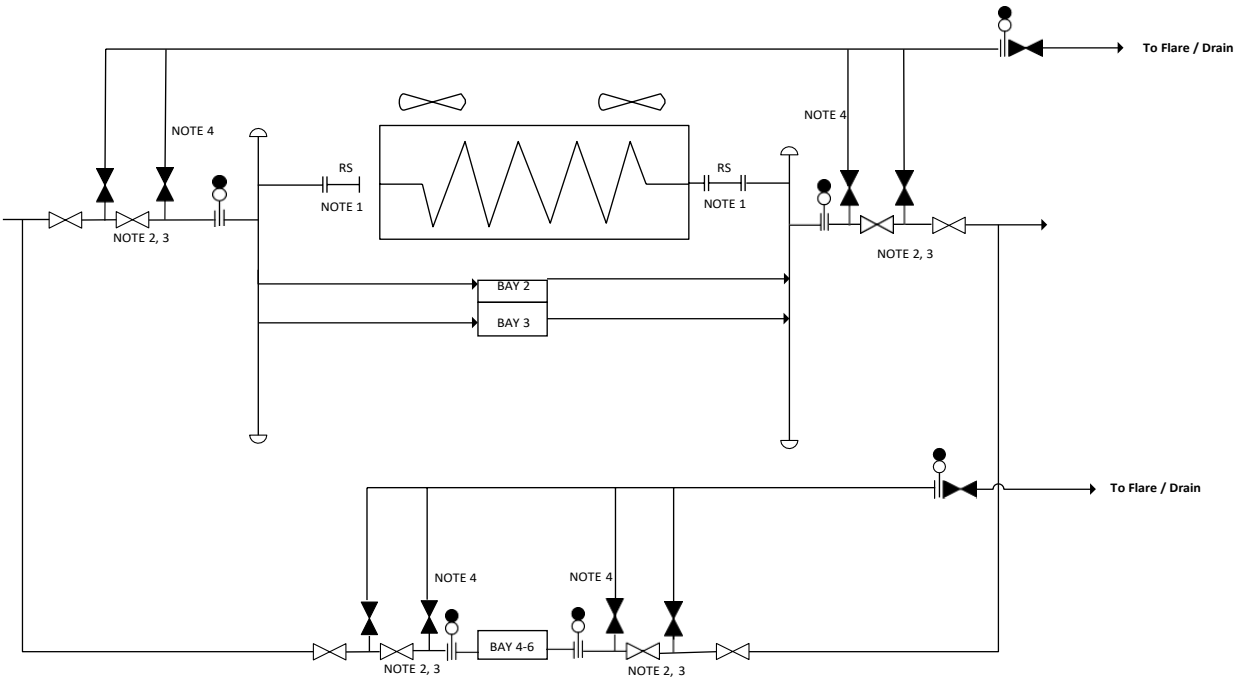 To Flare / Drain
NOTE 4
NOTE 4
RS
RS
NOTE 1
NOTE 1
NOTE 2, 3
NOTE 2, 3
BAY 2
BAY 3
To Flare / Drain
NOTE 4
NOTE 4
BAY 4-6
NOTE 2, 3
NOTE 2, 3